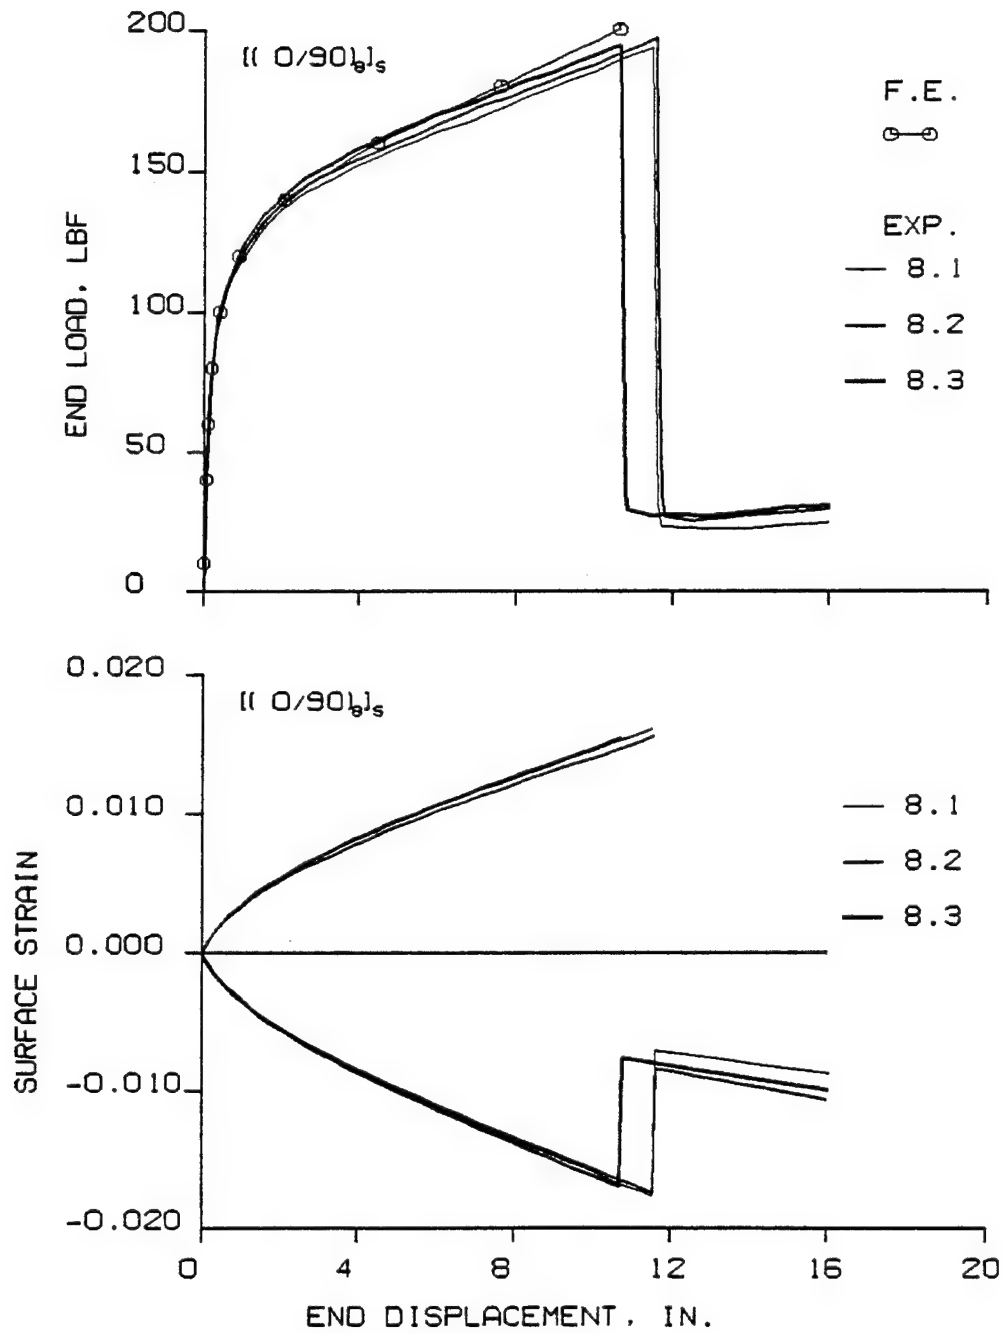 200
[( 0/90)8]s
F.E.
150
EXP.
8.1
100
8.2
8.3
50
0
END LOAD, LBF
0.020
[( 0/90)8]s
0.010
8.1
8.2
8.3
0.000
-0.010
-0.020
SURFACE STRAIN
0 4 8 12 16 20
END DISPLACEMENT, IN.